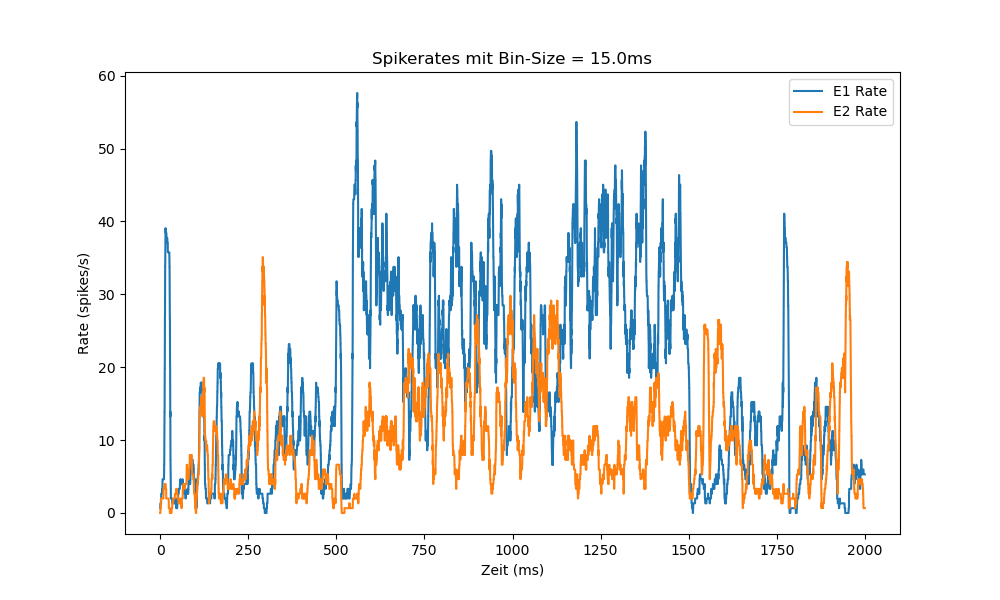 Spikerates mit Bin-Size = 15.0ms
E1 Rate
E2 Rate
60
50
40
30
20
10
0
Rate (spikes/s)
0 250 500 750 1000 1250 1500 1750 2000
Zeit (ms)